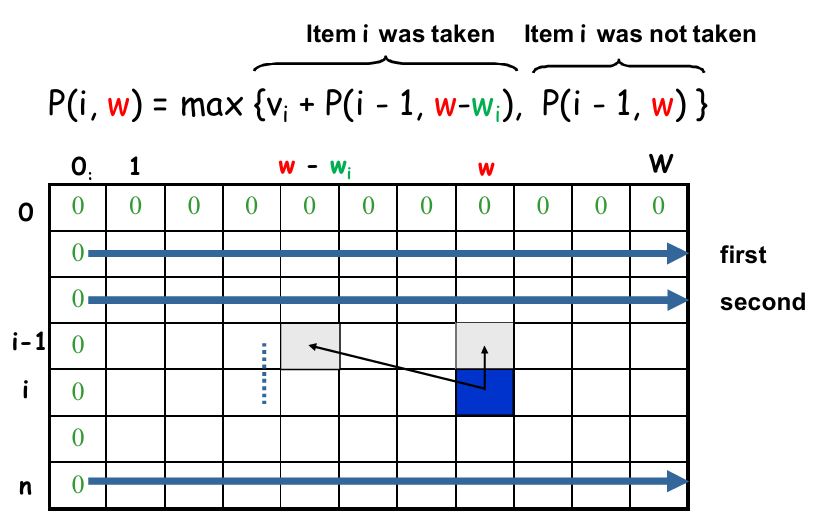 Item i was taken Item i was not taken
P(i, w) = max {vi + P(i - 1, w-wi), P(i - 1, w) }
0: 1 w - wi w W
0 0 0 0 0 0 0 0 0 0 0 0
0 first
0 second
i-1 0
i 0
0
n 0